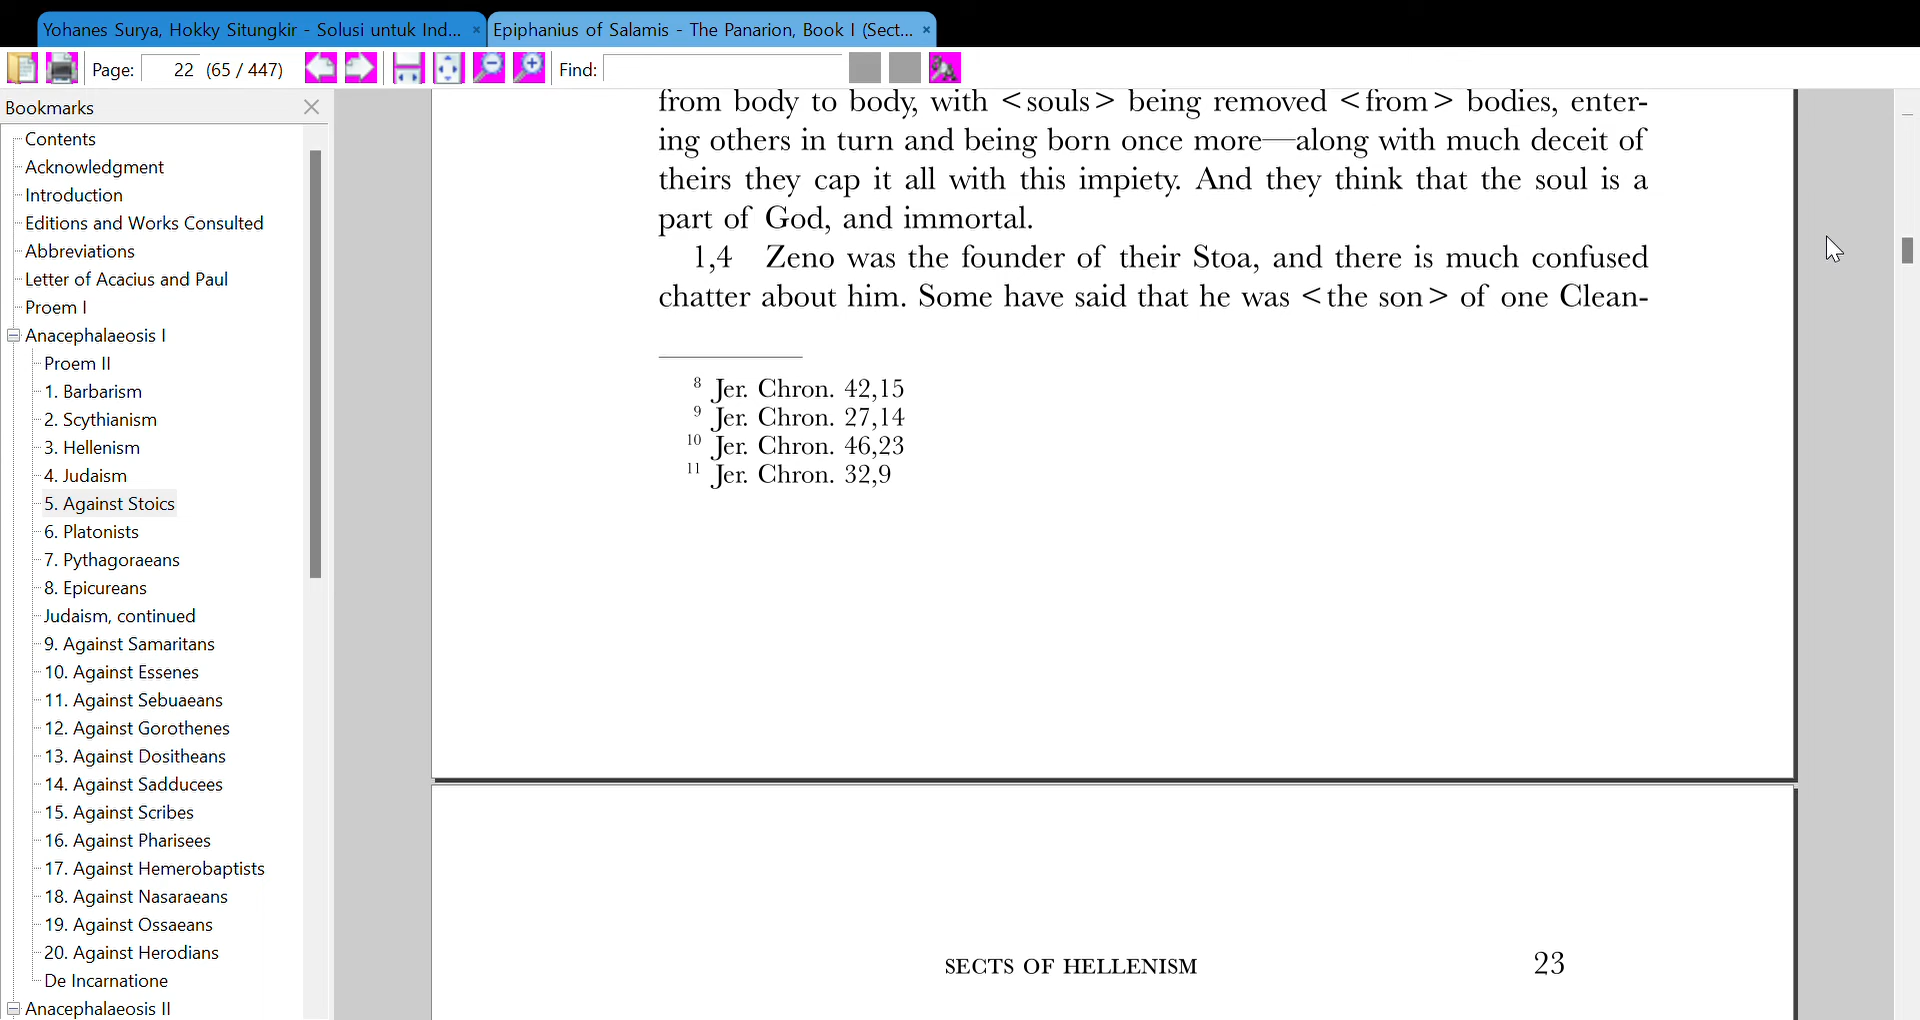 Yohanes Surya, Hokky Situngkir - Solusi untuk Ind... ×
Epiphanius of Salamis - The Panarion, Book I (Sect... ×
Page: 22 (65 / 447)
Find:
Bookmarks
Contents
Acknowledgment
Introduction
Editions and Works Consulted
Abbreviations
Letter of Acacius and Paul
Proem I
Anacephalaeosis I
Proem II
1. Barbarism
2. Scythianism
3. Hellenism
4. Judaism
5. Against Stoics
6. Platonists
7. Pythagoraeans
8. Epicureans
Judaism, continued
9. Against Samaritans
10. Against Essenes
11. Against Sebuaeans
12. Against Gorothenes
13. Against Dositheans
14. Against Sadducees
15. Against Scribes
16. Against Pharisees
17. Against Hemerobaptists
18. Against Nasaraeans
19. Against Ossaeans
20. Against Herodians
De Incarnatione
Anacephalaeosis II
from body to body, with <souls> being removed <from> bodies, enter-
ing others in turn and being born once more—along with much deceit of
theirs they cap it all with this impiety. And they think that the soul is a
part of God, and immortal.
1,4 Zeno was the founder of their Stoa, and there is much confused
chatter about him. Some have said that he was <the son> of one Clean-
8 Jer. Chron. 42,15
9 Jer. Chron. 27,14
10 Jer. Chron. 46,23
11 Jer. Chron. 32,9
SECTS OF HELLENISM 23